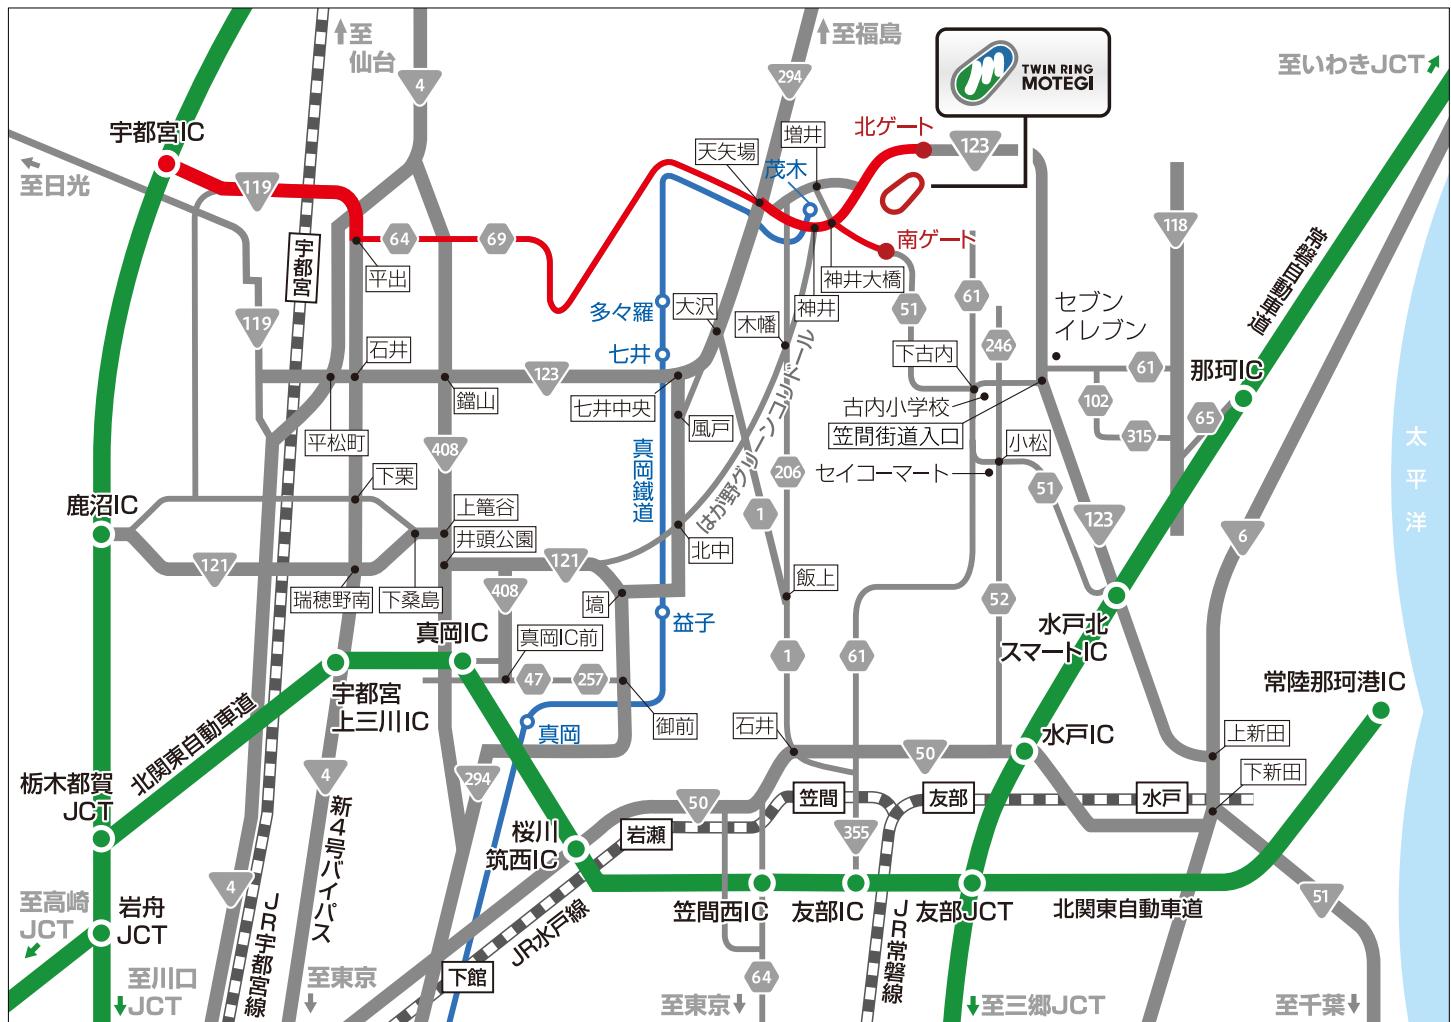 至
仙台
4
至福島
294
TWIN RING
MOTEGI
至いわきJCT
宇都宮IC
至日光
119
北ゲート
123
増井
天矢場
茂木
118
64
69
平出
宇都宮
南ゲート
神井大橋
神井
常磐自動車道
119
多々羅
大沢
木幡
51
61
セブン
イレブン
246
石井
七井
123
鐺山
下古内
61
那珂IC
102
65
七井中央
風戸
古内小学校
笠間街道入口
315
平松町
408
真岡鐵道
はが野グリーンコリドール
206
セイコーマート
小松
太平洋
下栗
51
鹿沼IC
上篭谷
井頭公園
1
123
6
北中
121
121
瑞穂野南
下桑島
408
塙
飯上
52
益子
真岡IC
真岡IC前
水戸北
スマートIC
1
61
47
257
宇都宮
上三川IC
常陸那珂港IC
北関東自動車道
御前
真岡
石井
50
水戸IC
上新田
下新田
4
294
栃木都賀
JCT
新4号バイパス
50
笠間
友部
水戸
岩瀬
355
桜川
筑西IC
4
至高崎
JCT
岩舟
JCT
JR宇都宮線
JR水戸線
笠間西IC
友部IC
友部JCT
北関東自動車道
51
JR常磐線
至川口
JCT
至東京
下館
64
至東京
至三郷JCT
至千葉